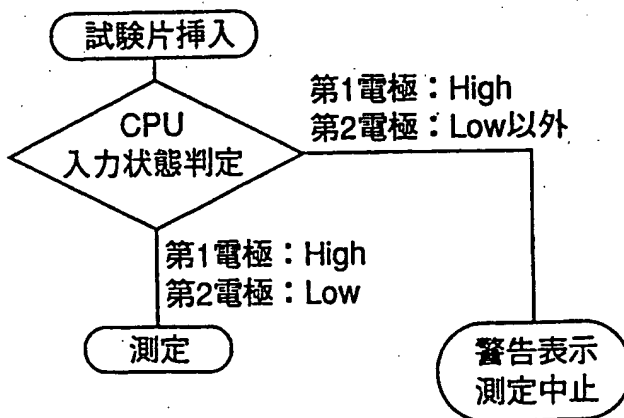 試験片挿入
CPU
入力状態判定
第1電極：High
第2電極：Low以外
第1電極：High
第2電極：Low
測定
警告表示
測定中止